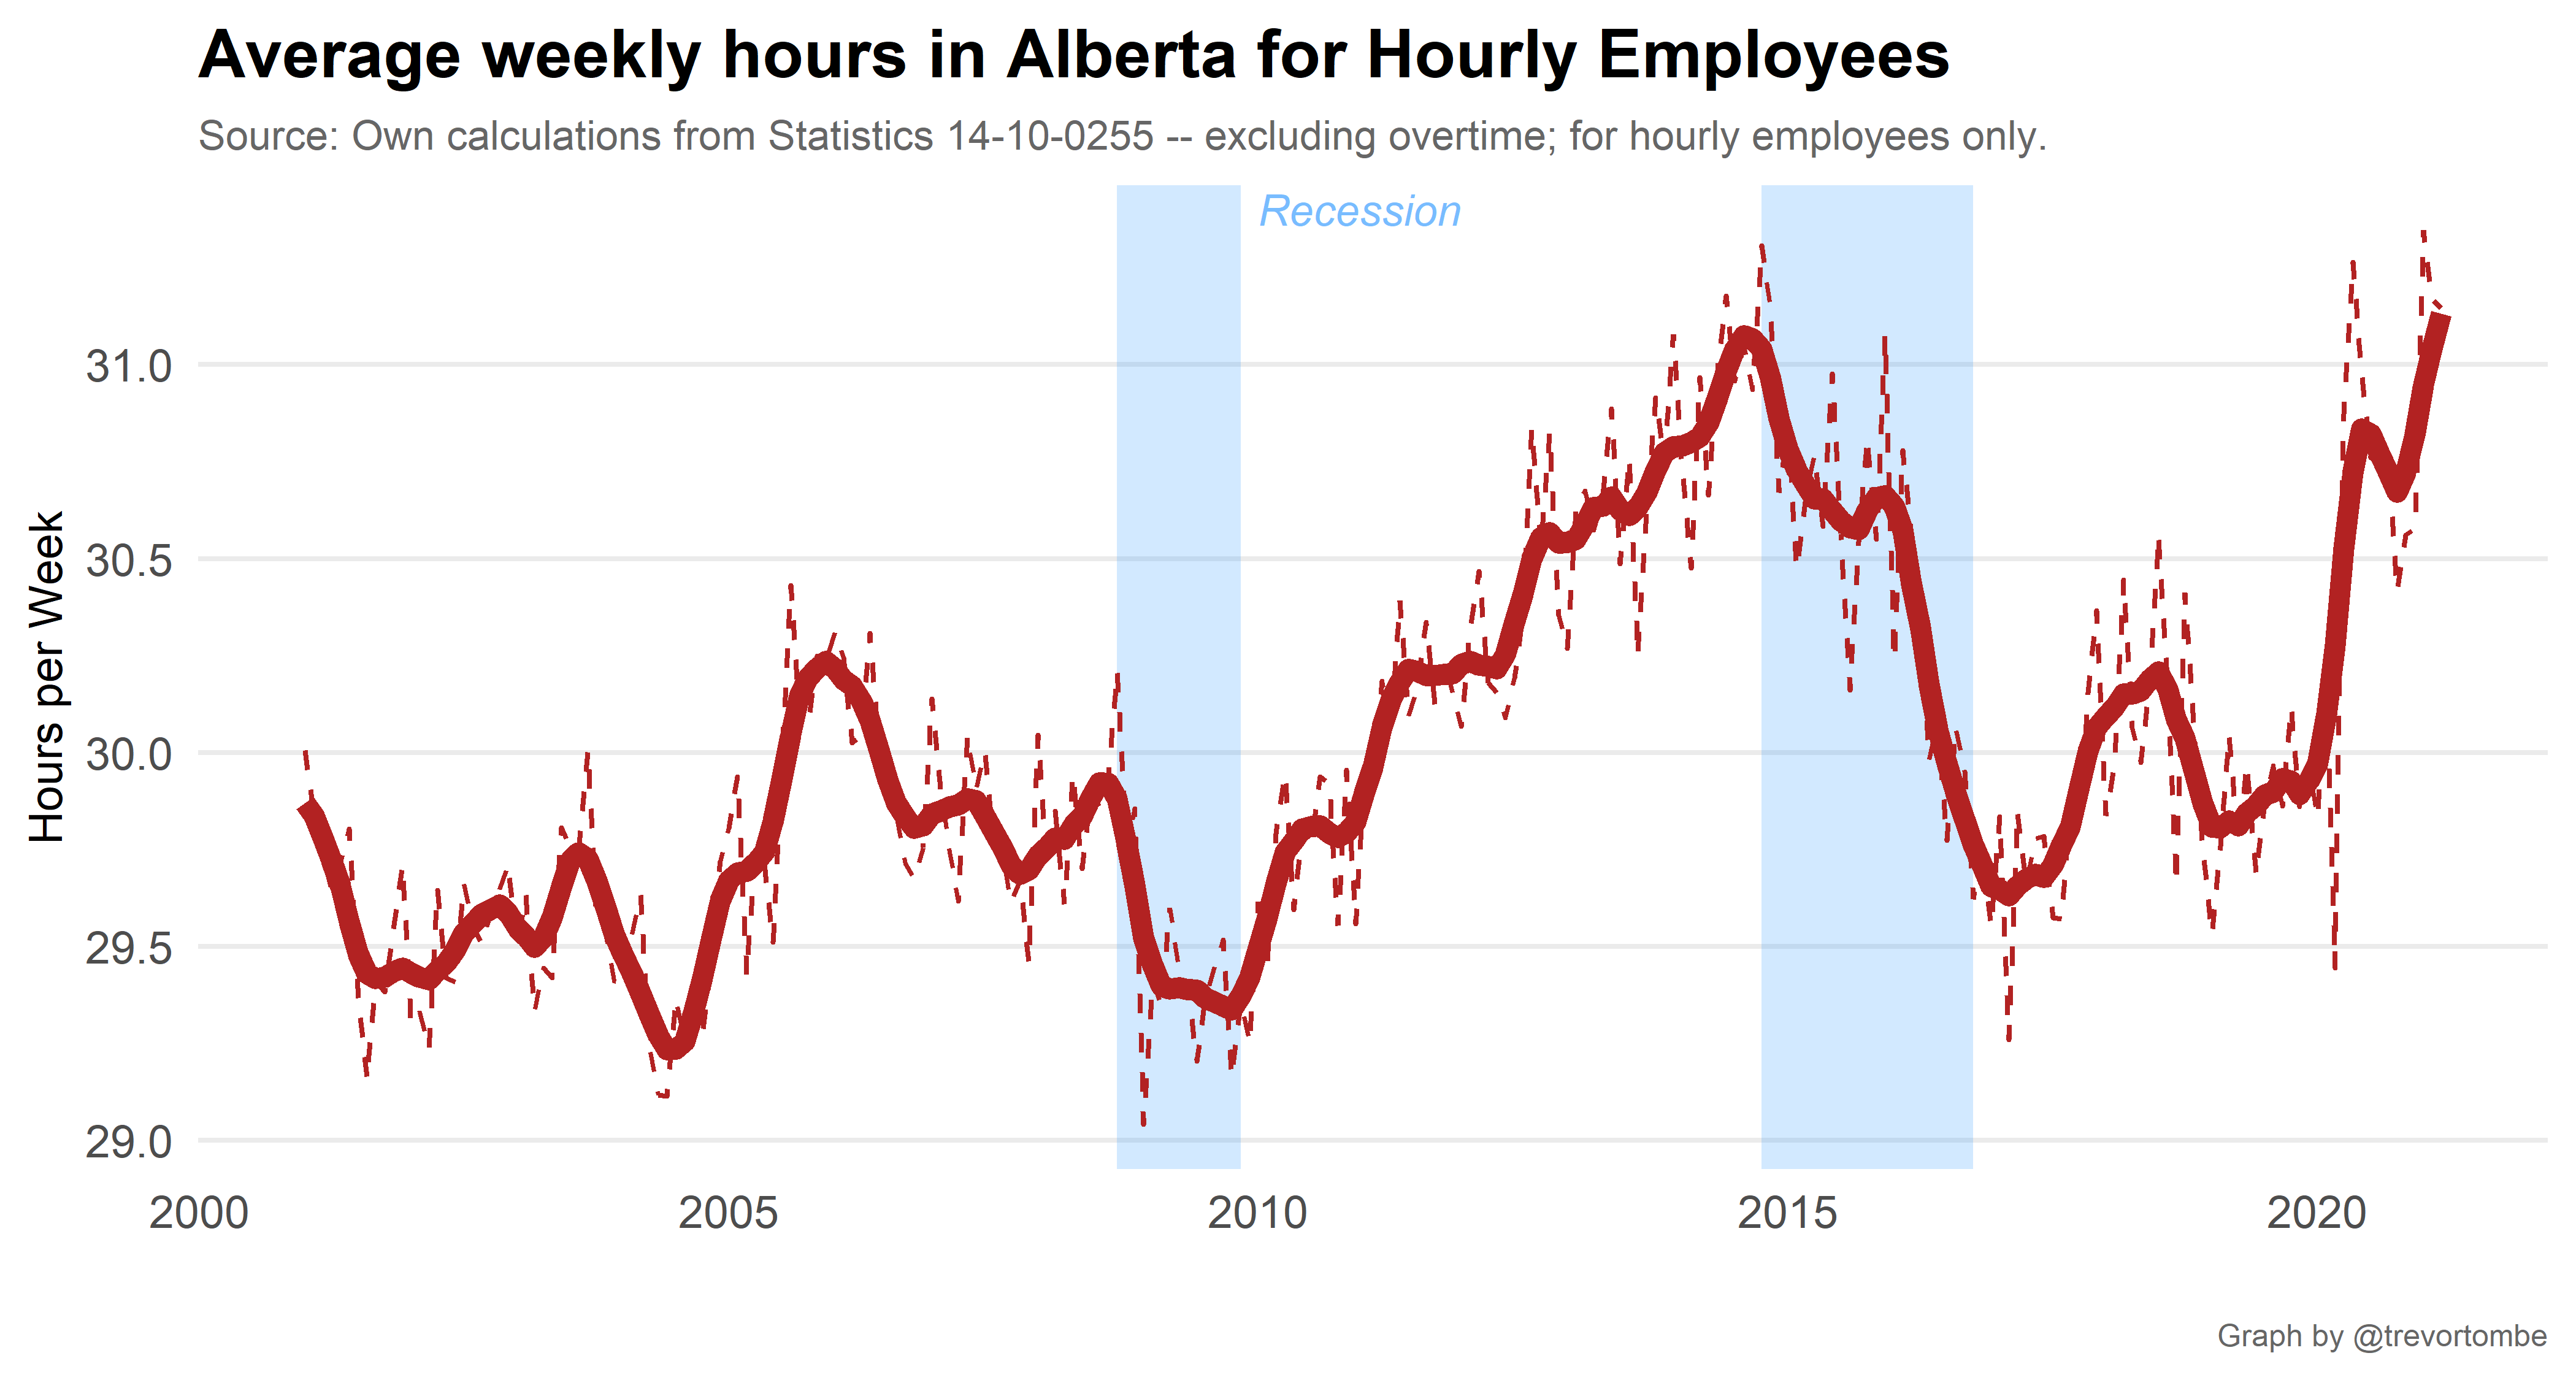 Average weekly hours in Alberta for Hourly Employees
Source: Own calculations from Statistics 14-10-0255 -- excluding overtime; for hourly employees only.
Recession
Hours per Week
31.0
30.5
30.0
29.5
29.0
2000 2005 2010 2015 2020
Graph by @trevortombe